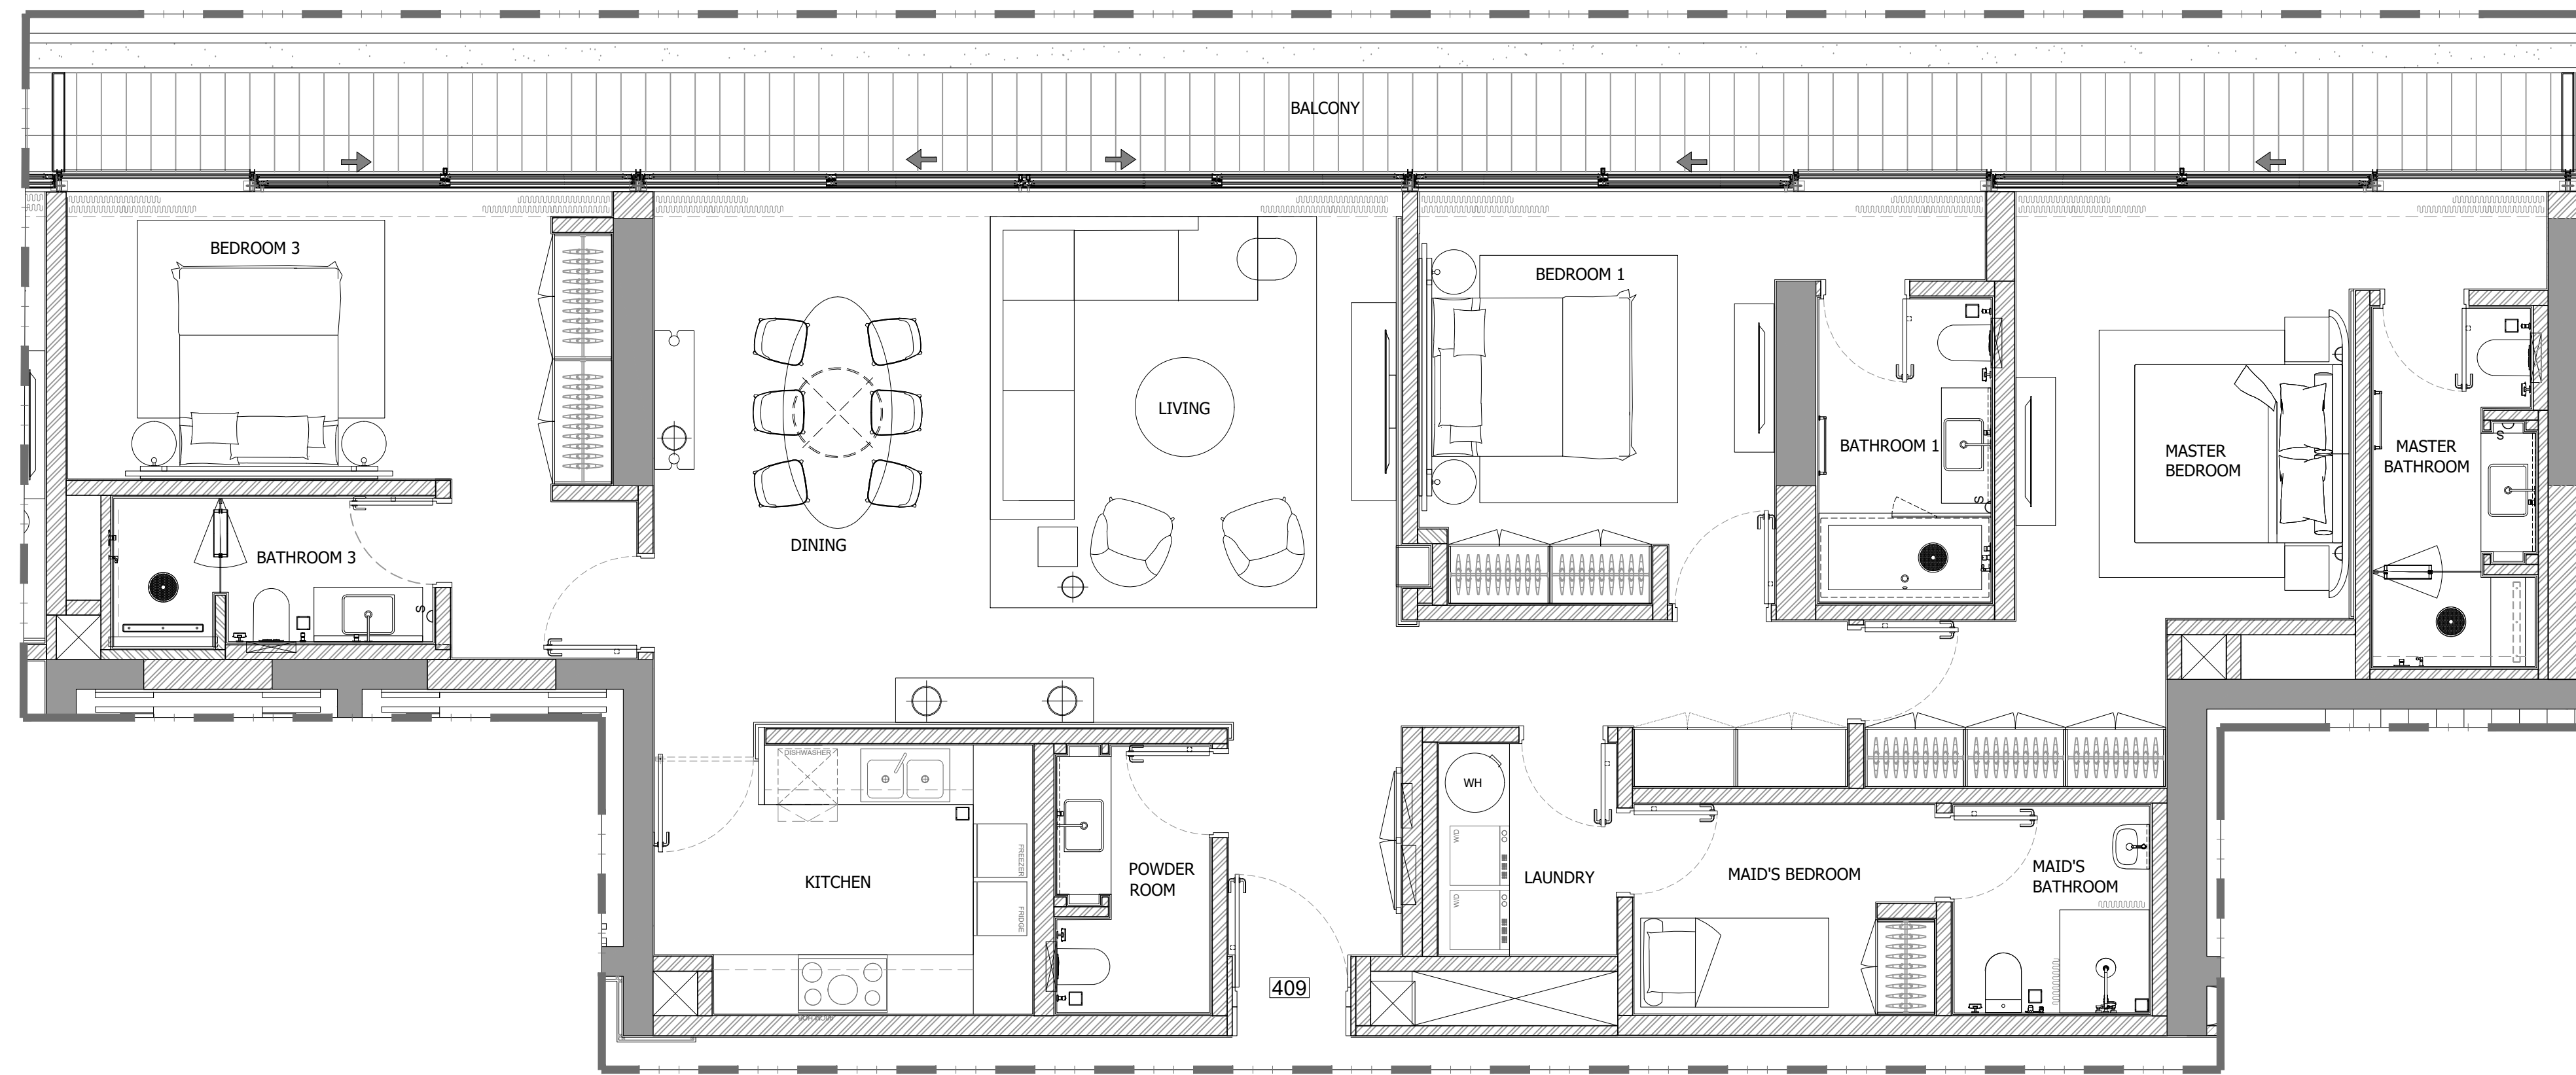 BALCONY
BEDROOM 3
BEDROOM 1
LIVING
BATHROOM 1
MASTER
BEDROOM
MASTER
BATHROOM
S
S
DINING
BATHROOM 3
S
DISHWASHER
WH
W/D
FREEZER
KITCHEN
POWDER
ROOM
LAUNDRY
MAID'S BEDROOM
MAID'S
BATHROOM
W/D
FRIDGE
409